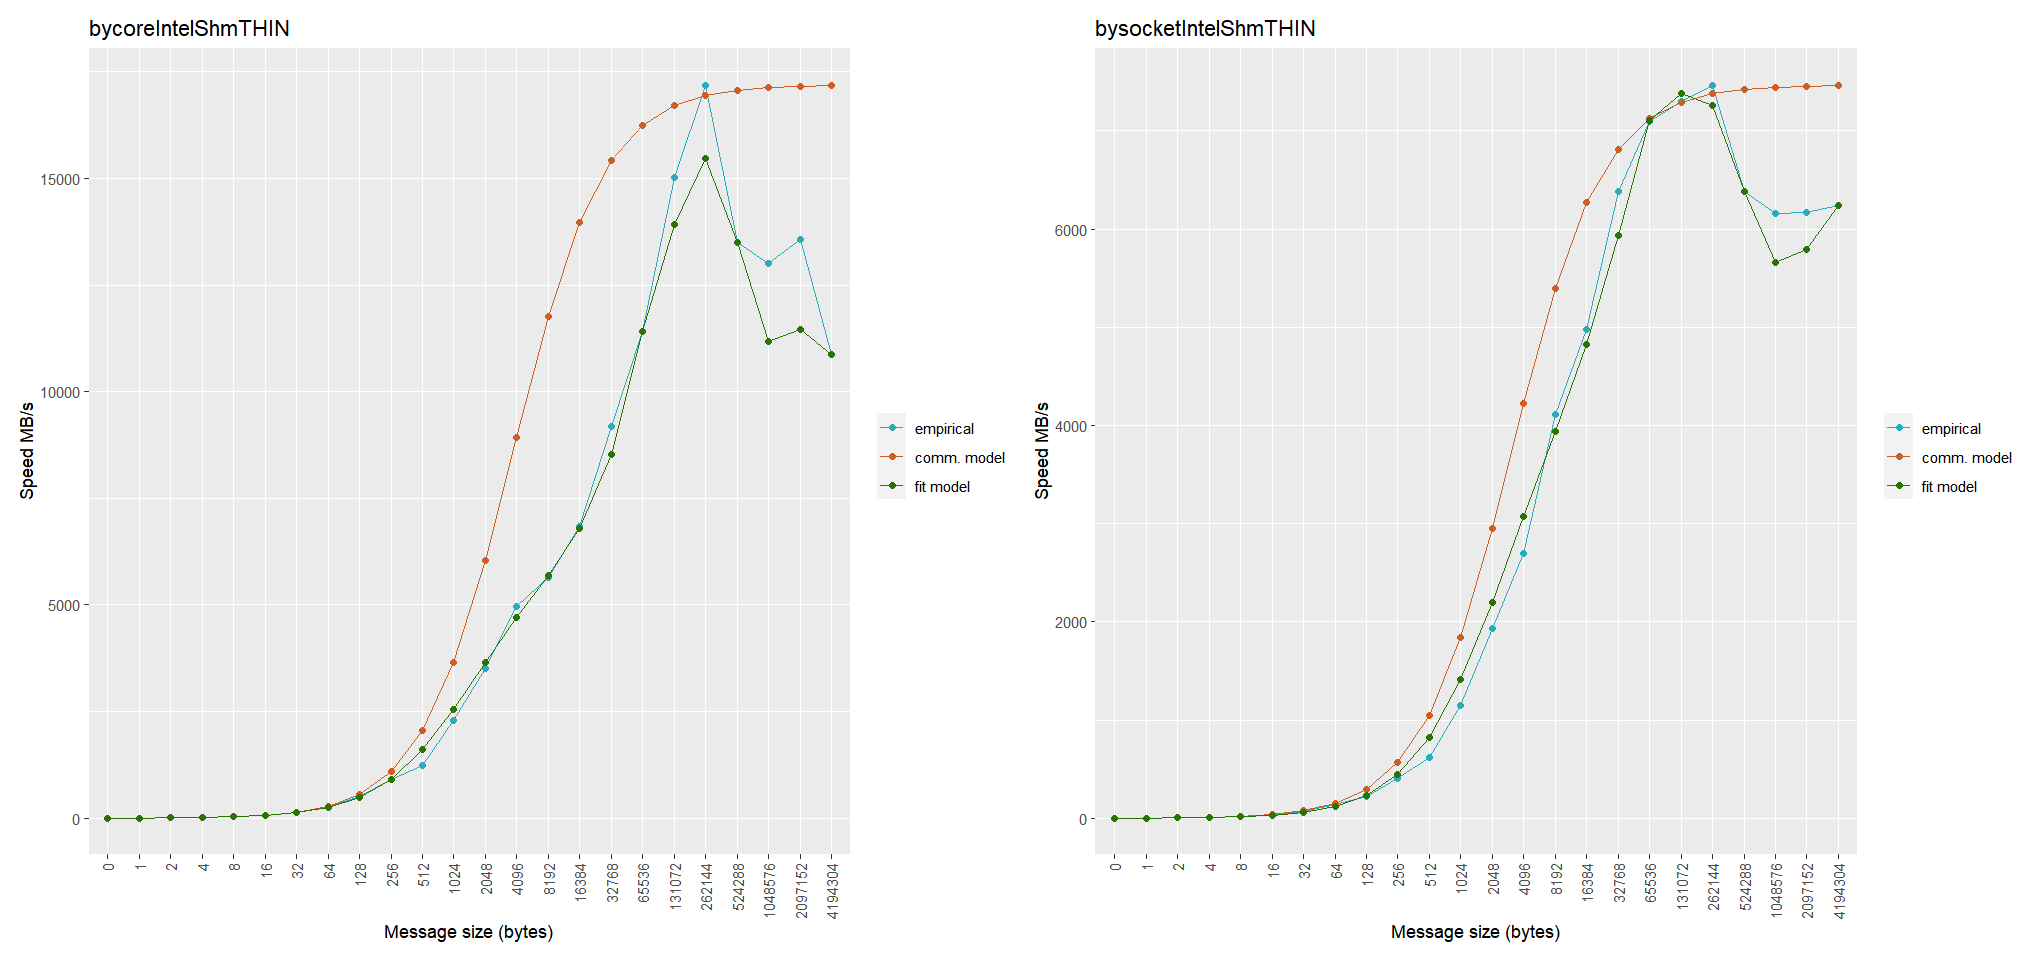 bycoreIntelShmTHIN
Speed MB/s
15000
10000
5000
0
0 1 2 4 8 16 32 64 128 256 512 1024 2048 4096 8192 16384 32768 65536 131072 262144 524288 1048576 2097152 4194304
Message size (bytes)
empirical
comm. model
fit model
bysocketIntelShmTHIN
Speed MB/s
6000
4000
2000
0
0 1 2 4 8 16 32 64 128 256 512 1024 2048 4096 8192 16384 32768 65536 131072 262144 524288 1048576 2097152 4194304
Message size (bytes)
empirical
comm. model
fit model